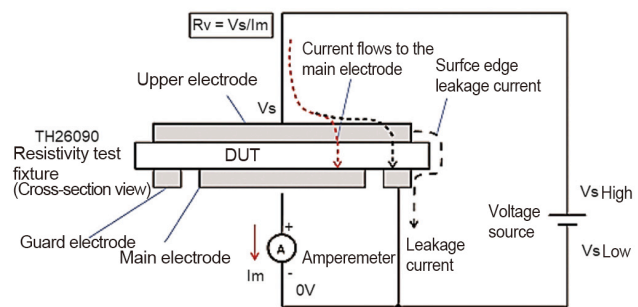 Rv = Vs/Im
Current flows to the
main electrode
Surfce edge
leakage current
Upper electrode
Vs
TH26090
Resistivity test
fixture
(Cross-section view)
DUT
Guard electrode
Main electrode
Im
+
A
-
0V
Amperemeter
Leakage
current
Voltage
source
Vs High
Vs Low